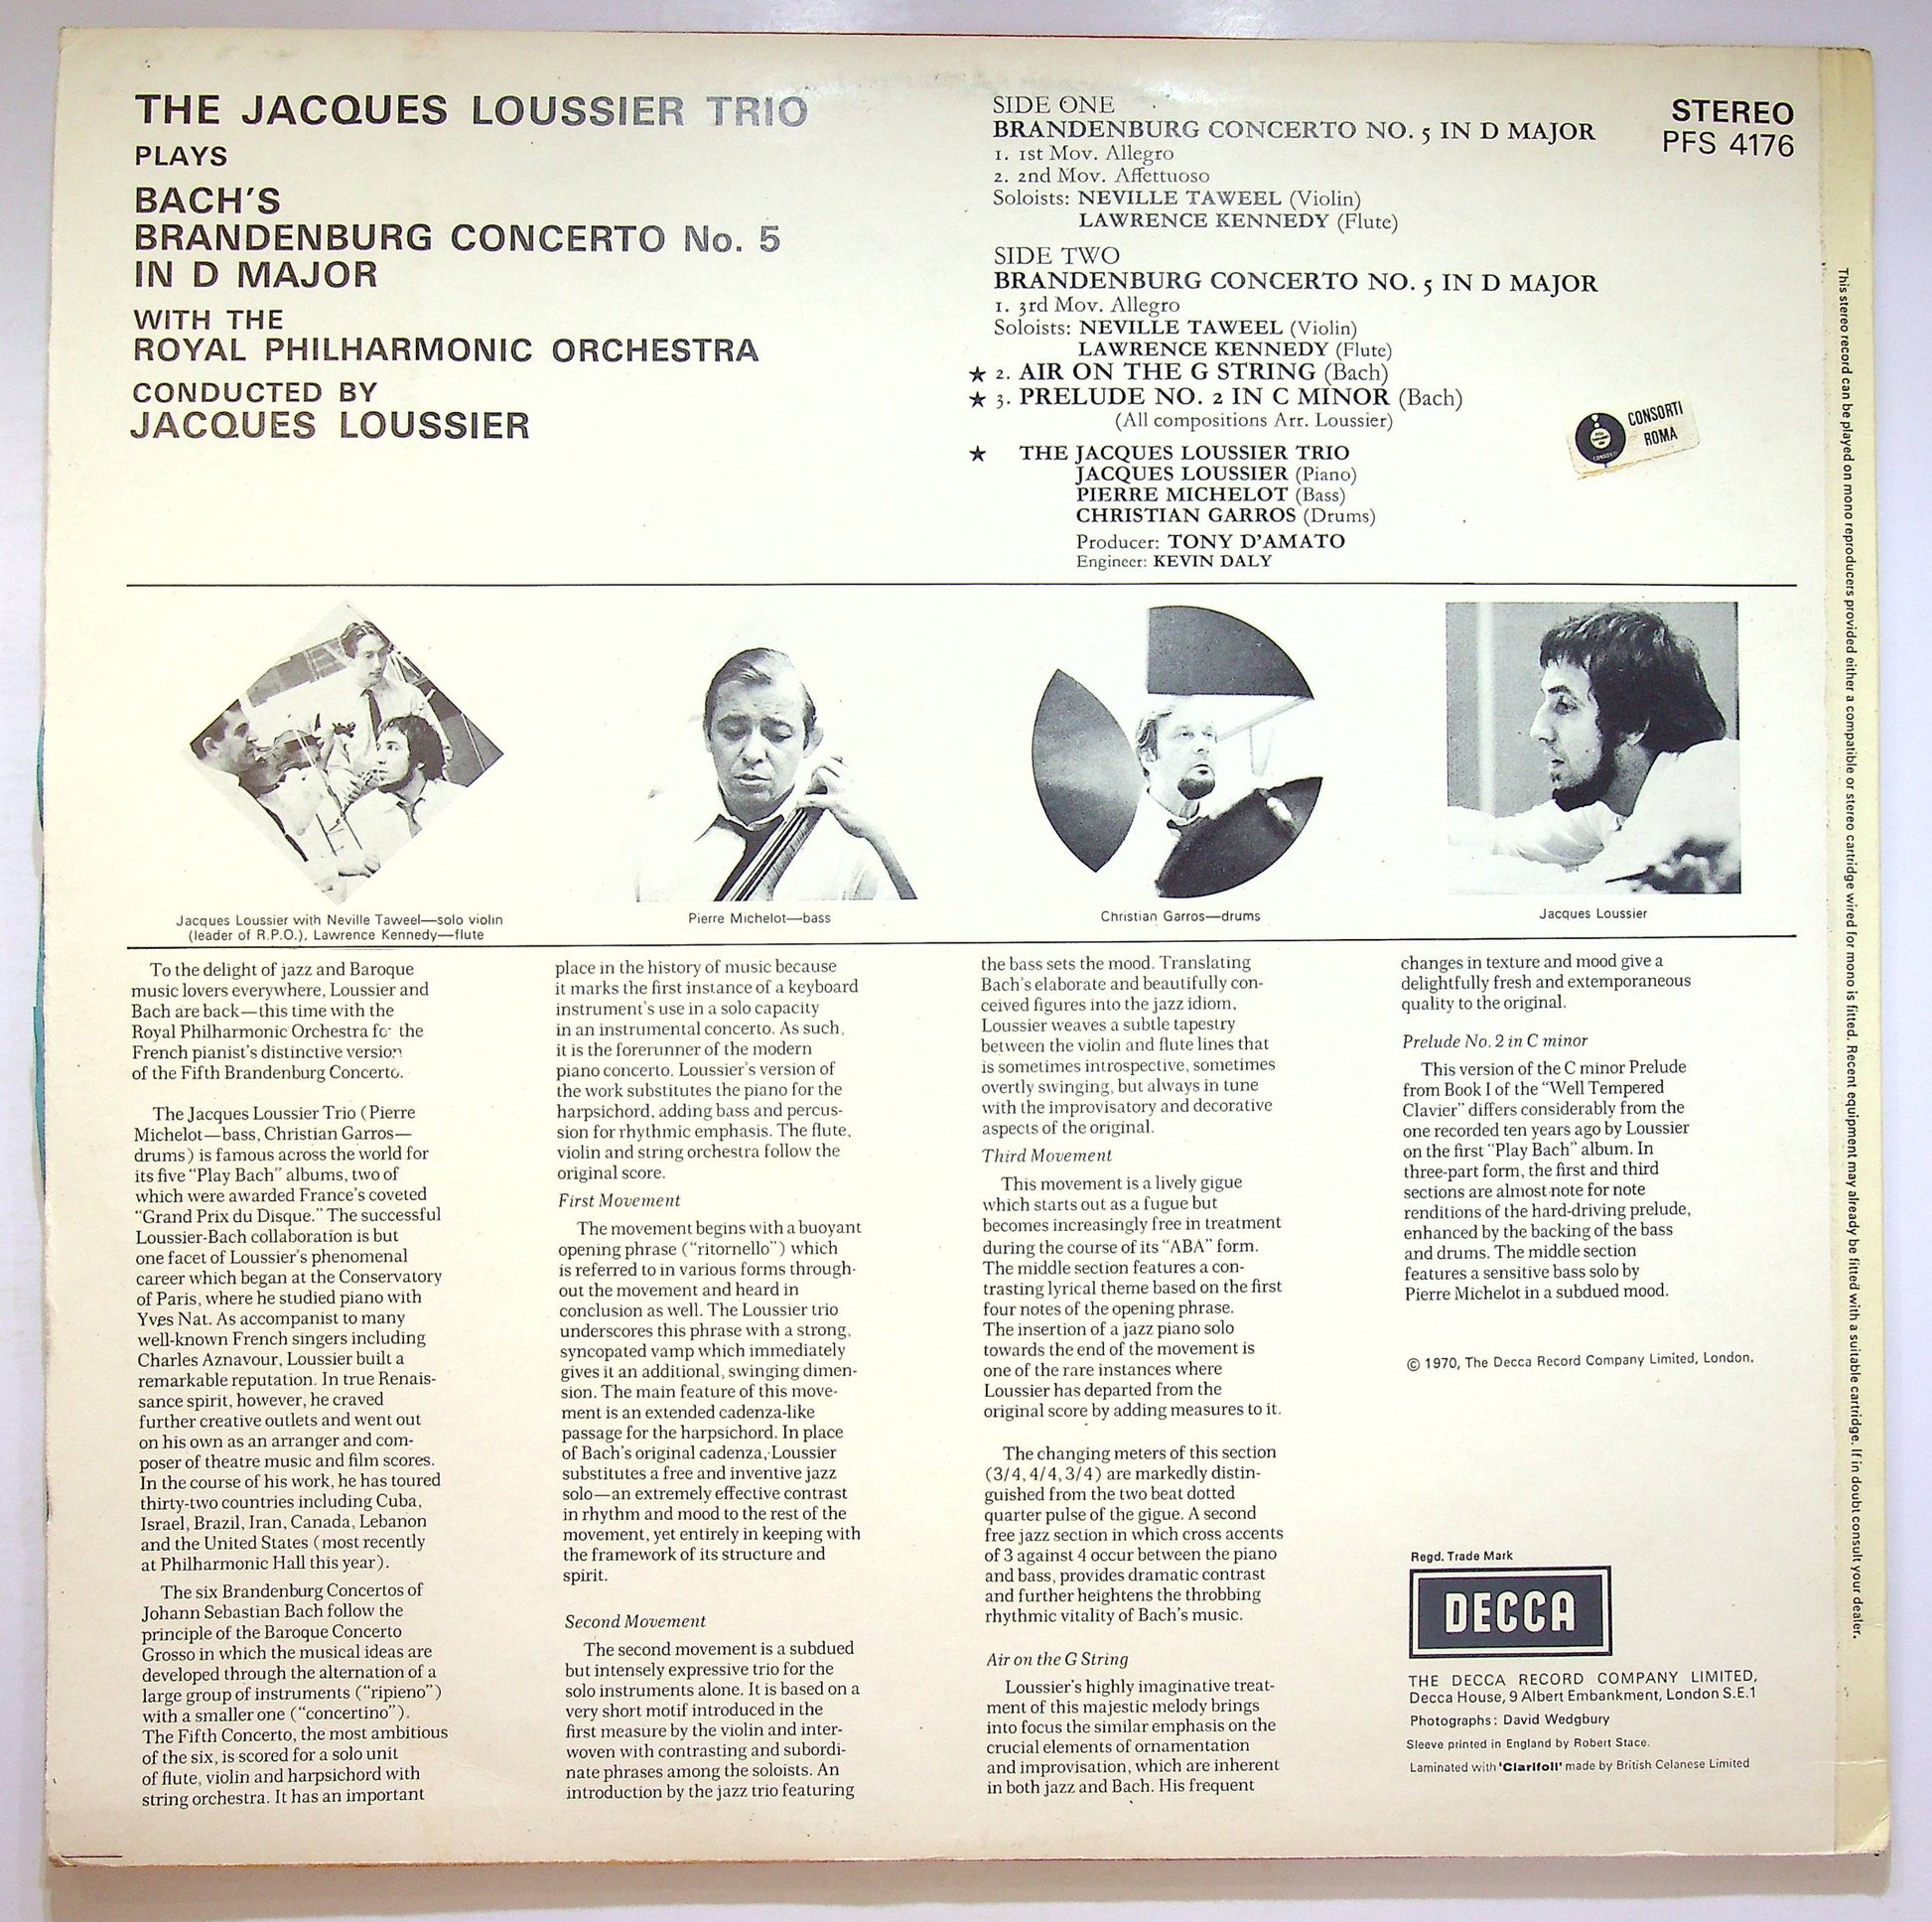 THE JACQUES LOUSSIER TRIO
PLAYS
BACH'S
BRANDENBURG CONCERTO No. 5
IN D MAJOR
WITH THE
ROYAL PHILHARMONIC ORCHESTRA
CONDUCTED BY
JACQUES LOUSSIER
SIDE ONE
BRANDENBURG CONCERTO NO. 5 IN D MAJOR
1. 1st Mov. Allegro
2. 2nd Mov. Affettuoso
Soloists: NEVILLE TAWEEL (Violin)
LAWRENCE KENNEDY (Flute)
SIDE TWO
BRANDENBURG CONCERTO NO. 5 IN D MAJOR
1. 3rd Mov. Allegro
Soloists: NEVILLE TAWEEL (Violin)
LAWRENCE KENNEDY (Flute)
★ 2. AIR ON THE G STRING (Bach)
★ 3. PRELUDE NO. 2 IN C MINOR (Bach)
(All compositions Arr. Loussier)
★ THE JACQUES LOUSSIER TRIO
JACQUES LOUSSIER (Piano)
PIERRE MICHELOT (Bass)
CHRISTIAN GARROS (Drums)
Producer: TONY D'AMATO
Engineer: KEVIN DALY
STEREO
PFS 4176
CONSORTI
ROMA
Jacques Loussier with Neville Taweel—solo violin
(leader of R.P.O.), Lawrence Kennedy—flute
Pierre Michelot—bass
Christian Garros—drums
Jacques Loussier
To the delight of jazz and Baroque
music lovers everywhere, Loussier and
Bach are back—this time with the
Royal Philharmonic Orchestra for the
French pianist's distinctive version
of the Fifth Brandenburg Concerto.
The Jacques Loussier Trio (Pierre
Michelot—bass, Christian Garros—
drums) is famous across the world for
its five "Play Bach" albums, two of
which were awarded France's coveted
"Grand Prix du Disque." The successful
Loussier-Bach collaboration is but
one facet of Loussier's phenomenal
career which began at the Conservatory
of Paris, where he studied piano with
Yves Nat. As accompanist to many
well-known French singers including
Charles Aznavour, Loussier built a
remarkable reputation. In true Renais-
sance spirit, however, he craved
further creative outlets and went out
on his own as an arranger and com-
poser of theatre music and film scores.
In the course of his work, he has toured
thirty-two countries including Cuba,
Israel, Brazil, Iran, Canada, Lebanon
and the United States (most recently
at Philharmonic Hall this year).
The six Brandenburg Concertos of
Johann Sebastian Bach follow the
principle of the Baroque Concerto
Grosso in which the musical ideas are
developed through the alternation of a
large group of instruments ("ripieno")
with a smaller one ("concertino").
The Fifth Concerto, the most ambitious
of the six, is scored for a solo unit
of flute, violin and harpsichord with
string orchestra. It has an important
place in the history of music because
it marks the first instance of a keyboard
instrument's use in a solo capacity
in an instrumental concerto. As such,
it is the forerunner of the modern
piano concerto. Loussier's version of
the work substitutes the piano for the
harpsichord, adding bass and percus-
sion for rhythmic emphasis. The flute,
violin and string orchestra follow the
original score.
First Movement
The movement begins with a buoyant
opening phrase ("ritornello") which
is referred to in various forms through-
out the movement and heard in
conclusion as well. The Loussier trio
underscores this phrase with a strong,
syncopated vamp which immediately
gives it an additional, swinging dimen-
sion. The main feature of this move-
ment is an extended cadenza-like
passage for the harpsichord. In place
of Bach's original cadenza, Loussier
substitutes a free and inventive jazz
solo—an extremely effective contrast
in rhythm and mood to the rest of the
movement, yet entirely in keeping with
the framework of its structure and
spirit.
Second Movement
The second movement is a subdued
but intensely expressive trio for the
solo instruments alone. It is based on a
very short motif introduced in the
first measure by the violin and inter-
woven with contrasting and subordi-
nate phrases among the soloists. An
introduction by the jazz trio featuring
the bass sets the mood. Translating
Bach's elaborate and beautifully con-
ceived figures into the jazz idiom,
Loussier weaves a subtle tapestry
between the violin and flute lines that
is sometimes introspective, sometimes
overtly swinging, but always in tune
with the improvisatory and decorative
aspects of the original.
Third Movement
This movement is a lively gigue
which starts out as a fugue but
becomes increasingly free in treatment
during the course of its "ABA" form.
The middle section features a con-
trasting lyrical theme based on the first
four notes of the opening phrase.
The insertion of a jazz piano solo
towards the end of the movement is
one of the rare instances where
Loussier has departed from the
original score by adding measures to it.
The changing meters of this section
(3/4, 4/4, 3/4) are markedly distin-
guished from the two beat dotted
quarter pulse of the gigue. A second
free jazz section in which cross accents
of 3 against 4 occur between the piano
and bass, provides dramatic contrast
and further heightens the throbbing
rhythmic vitality of Bach's music.
Air on the G String
Loussier's highly imaginative treat-
ment of this majestic melody brings
into focus the similar emphasis on the
crucial elements of ornamentation
and improvisation, which are inherent
in both jazz and Bach. His frequent
changes in texture and mood give a
delightfully fresh and extemporaneous
quality to the original.
Prelude No. 2 in C minor
This version of the C minor Prelude
from Book I of the "Well Tempered
Clavier" differs considerably from the
one recorded ten years ago by Loussier
on the first "Play Bach" album. In
three-part form, the first and third
sections are almost note for note
renditions of the hard-driving prelude,
enhanced by the backing of the bass
and drums. The middle section
features a sensitive bass solo by
Pierre Michelot in a subdued mood.
© 1970, The Decca Record Company Limited, London.
Regd. Trade Mark
DECCA
THE DECCA RECORD COMPANY LIMITED,
Decca House, 9 Albert Embankment, London S.E.1
Photographs: David Wedgbury
Sleeve printed in England by Robert Stace.
Laminated with 'Clarifoil' made by British Celanese Limited
This stereo record can be played on mono reproducers provided either a compatible or stereo cartridge wired for mono is fitted. Recent equipment may already be fitted with a suitable cartridge. If in doubt consult your dealer.